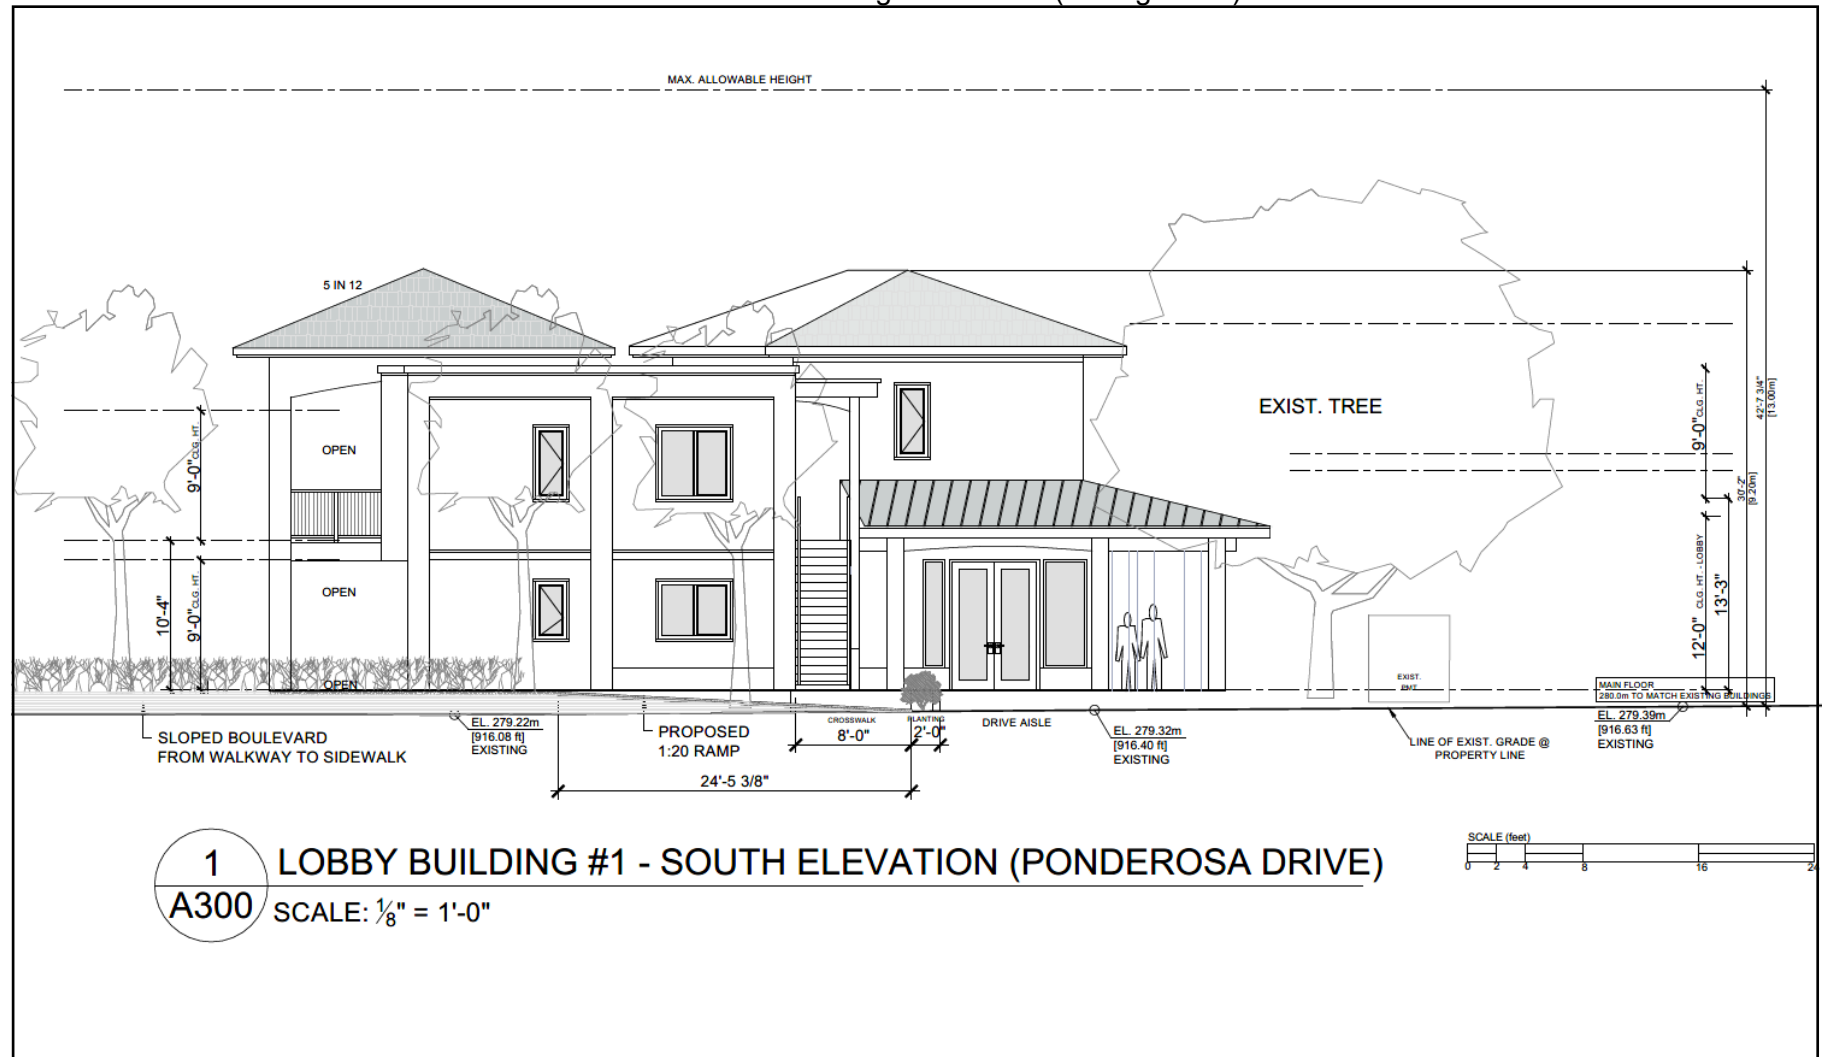 MAX. ALLOWABLE HEIGHT
5 IN 12
EXIST. TREE
OPEN
OPEN
OPEN
9'-0" CLG. HT.
10'-4"
9'-0" CLG. HT.
9'-0" CLG. HT.
42'-7 3/4"
[13.00m]
30'-2"
[9.20m]
12'-0" CLG. HT. - LOBBY
13'-3"
EXIST.
PMT.
MAIN FLOOR
280.0m TO MATCH EXISTING BUILDINGS
SLOPED BOULEVARD
FROM WALKWAY TO SIDEWALK
EL. 279.22m
[916.08 ft]
EXISTING
PROPOSED
1:20 RAMP
CROSSWALK
8'-0"
PLANTING
2'-0"
DRIVE AISLE
24'-5 3/8"
EL. 279.32m
[916.40 ft]
EXISTING
LINE OF EXIST. GRADE @
PROPERTY LINE
EL. 279.39m
[916.63 ft]
EXISTING
1
A300
LOBBY BUILDING #1 - SOUTH ELEVATION (PONDEROSA DRIVE)
SCALE: ⅛" = 1'-0"
SCALE (feet)
0 2 4 8 16 24